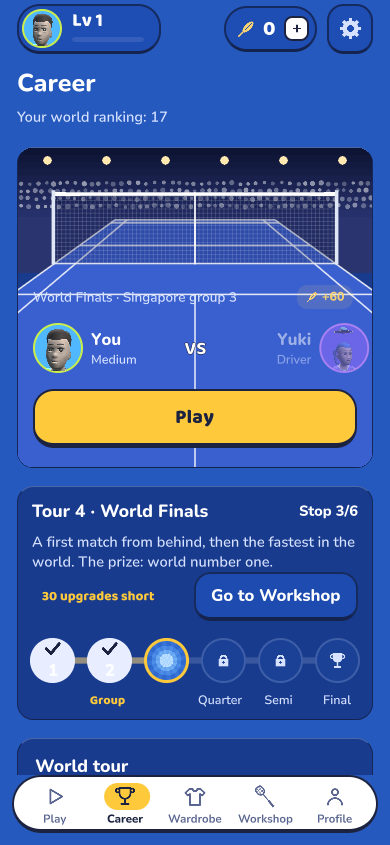 Lv 1
0 +
Career
Your world ranking: 17
World Finals · Singapore group 3
+60
You
Medium
VS
Yuki
Driver
Play
Tour 4 · World Finals
Stop 3/6
A first match from behind, then the fastest in the
world. The prize: world number one.
30 upgrades short
Go to Workshop
1
2
Group
Quarter
Semi
Final
World tour
Play
Career
Wardrobe
Workshop
Profile